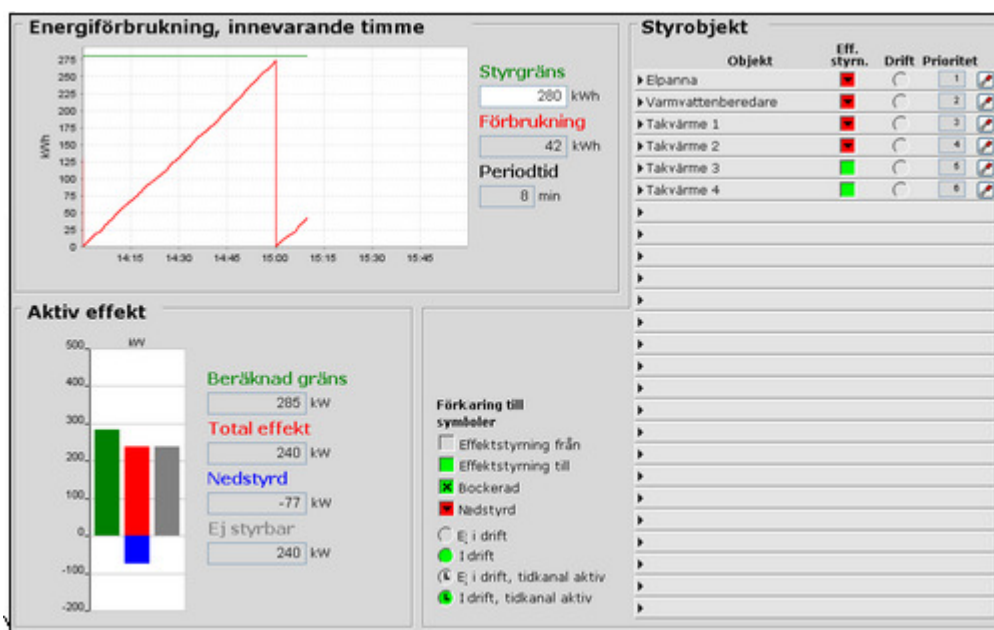 Energiförbrukning, innevarande timme
275
250
225
200
175
150
125
100
75
50
25
0
kWh
14:15 14:30 14:45 15:00 15:15 15:30 15:45
Styrgräns
280 kWh
Förbrukning
42 kWh
Periodtid
8 min
Styrobjekt
Objekt Eff. styrn. Drift Prioritet
Elpanna 1
Varmvattenberedare 2
Takvärme 1 3
Takvärme 2 4
Takvärme 3
Takvärme 4
Aktiv effekt
kW
500
400
300
200
100
0
-100
-200
Beräknad gräns
285 kW
Total effekt
240 kW
Nedstyrd
-77 kW
Ej styrbar
240 kW
Förkaring till
symboler
Effektstyrning från
Effektstyrning till
Bockerad
Nedstyrd
Ej i drift
I drift
Ej i drift, tidkanal aktiv
I drift, tidkanal aktiv